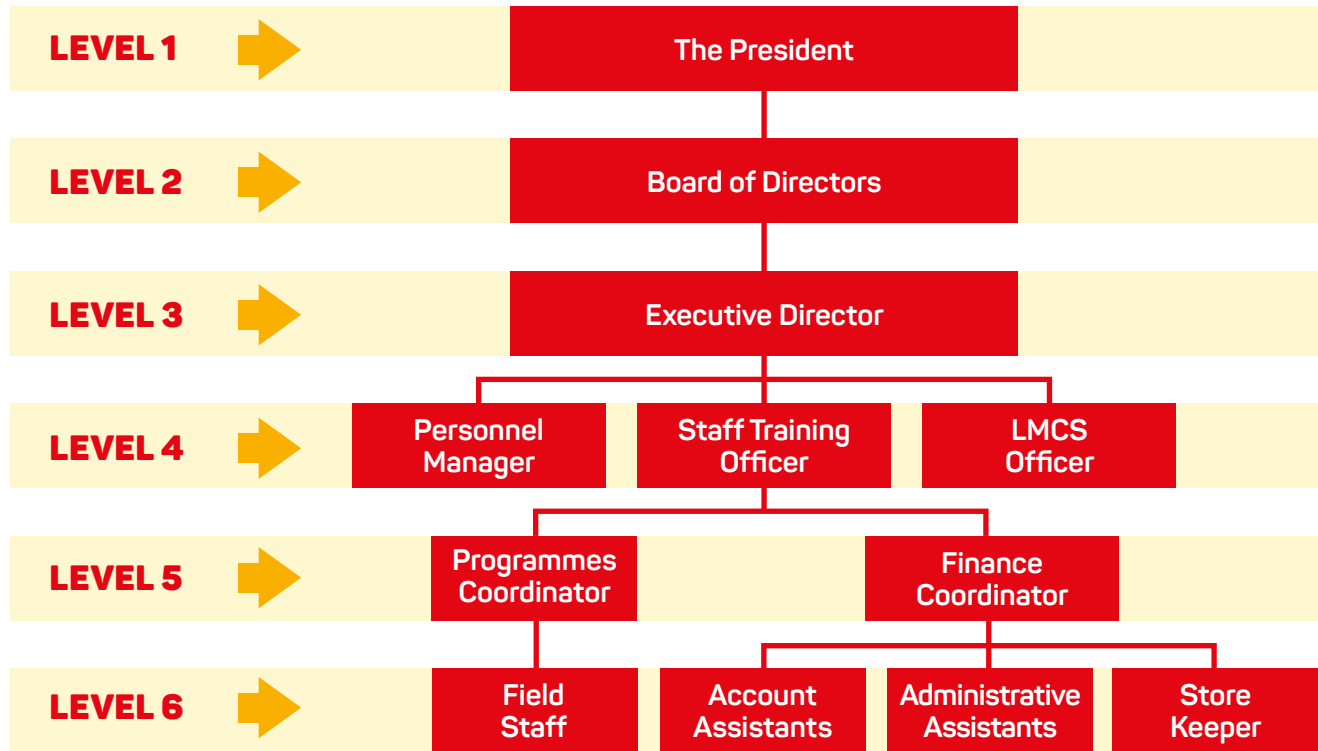 LEVEL 1
The President
LEVEL 2
Board of Directors
LEVEL 3
Executive Director
LEVEL 4
Personnel
Manager
Staff Training
Officer
LMCS
Officer
LEVEL 5
Programmes
Coordinator
Finance
Coordinator
LEVEL 6
Field
Staff
Account
Assistants
Administrative
Assistants
Store
Keeper